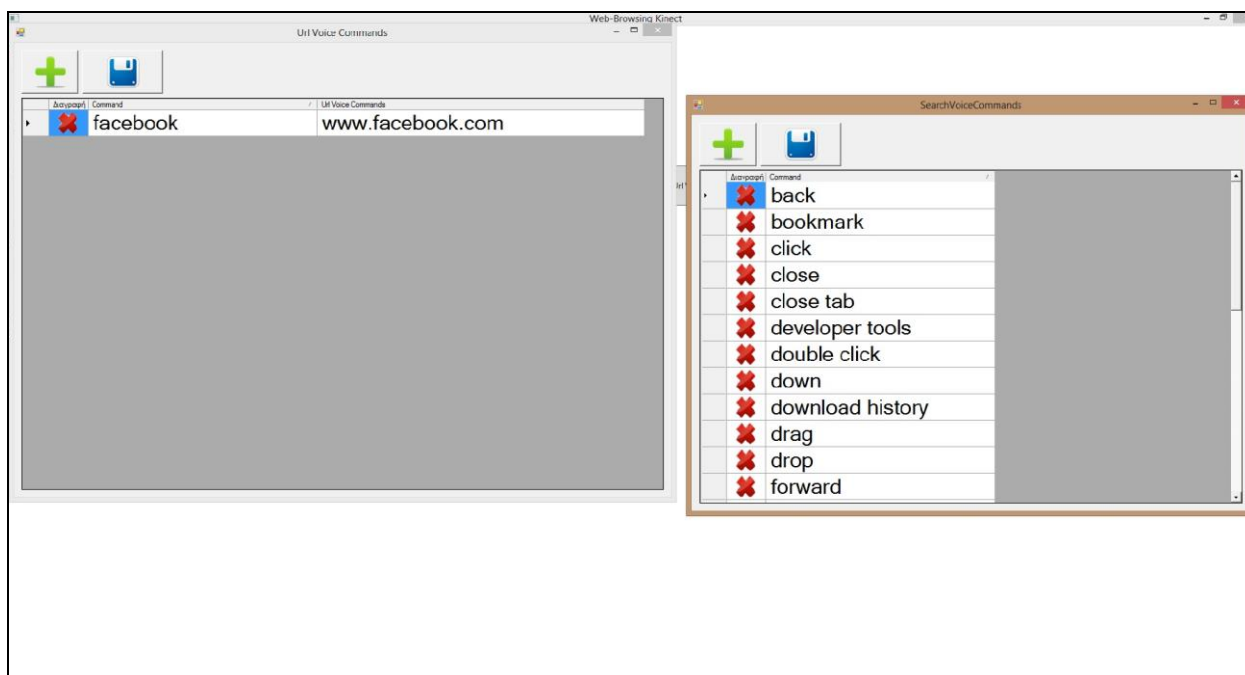 Web-Browsing Kinect
Url Voice Commands
Διαγραφή Command Url Voice Commands
facebook www.facebook.com
Url
SearchVoiceCommands
Διαγραφή Command
back
bookmark
click
close
close tab
developer tools
double click
down
download history
drag
drop
forward